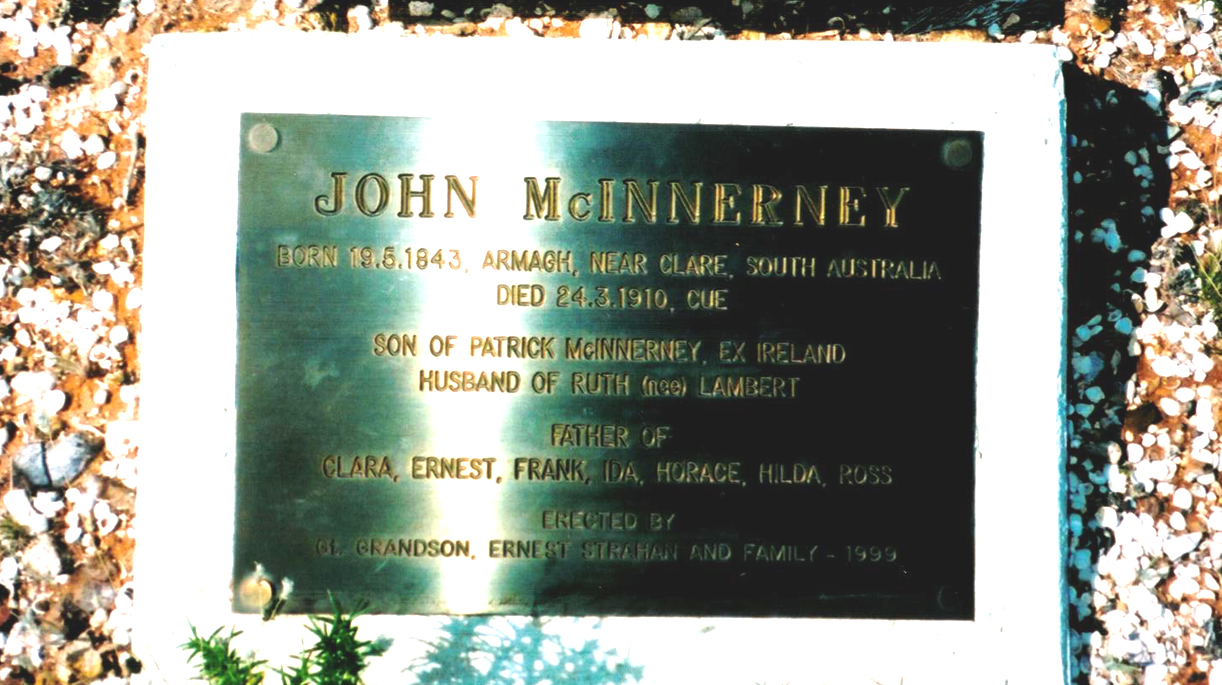 JOHN McINNERNEY
BORN 19.5.1843, ARMAGH, NEAR CLARE, SOUTH AUSTRALIA
DIED 24.3.1910, CUE
SON OF PATRICK McINNERNEY, EX IRELAND
HUSBAND OF RUTH (nee) LAMBERT
FATHER OF
CLARA, ERNEST, FRANK, IDA, HORACE, HILDA, ROSS
ERECTED BY
Gt. GRANDSON, ERNEST STRAHAN AND FAMILY - 1999